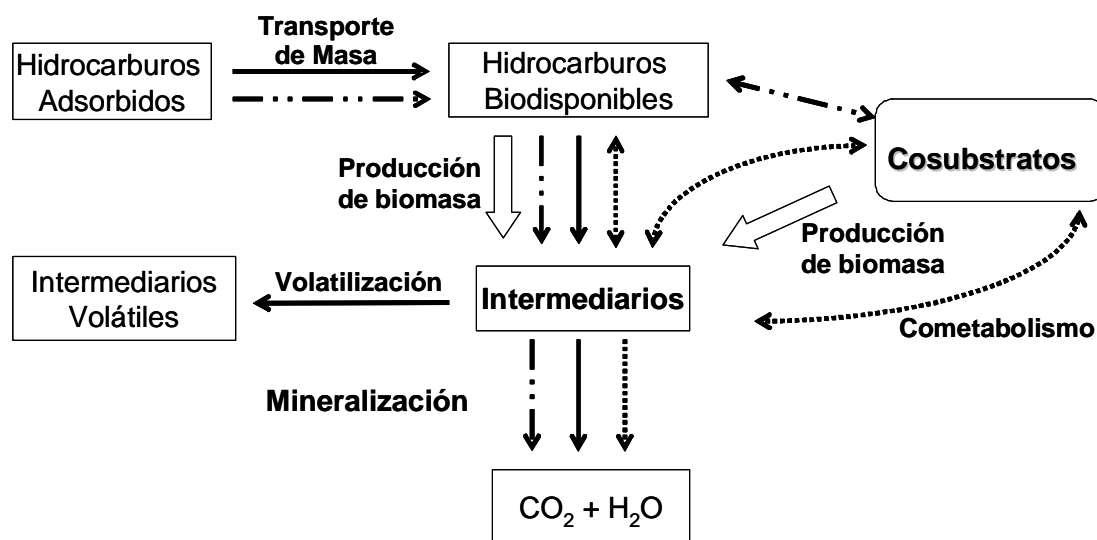 Transporte
de Masa
Hidrocarburos
Adsorbidos
Hidrocarburos
Biodisponibles
Cosubstratos
Producción
de biomasa
Producción
de biomasa
Intermediarios
Volátiles
Volatilización
Intermediarios
Cometabolismo
Mineralización
CO₂ + H₂O